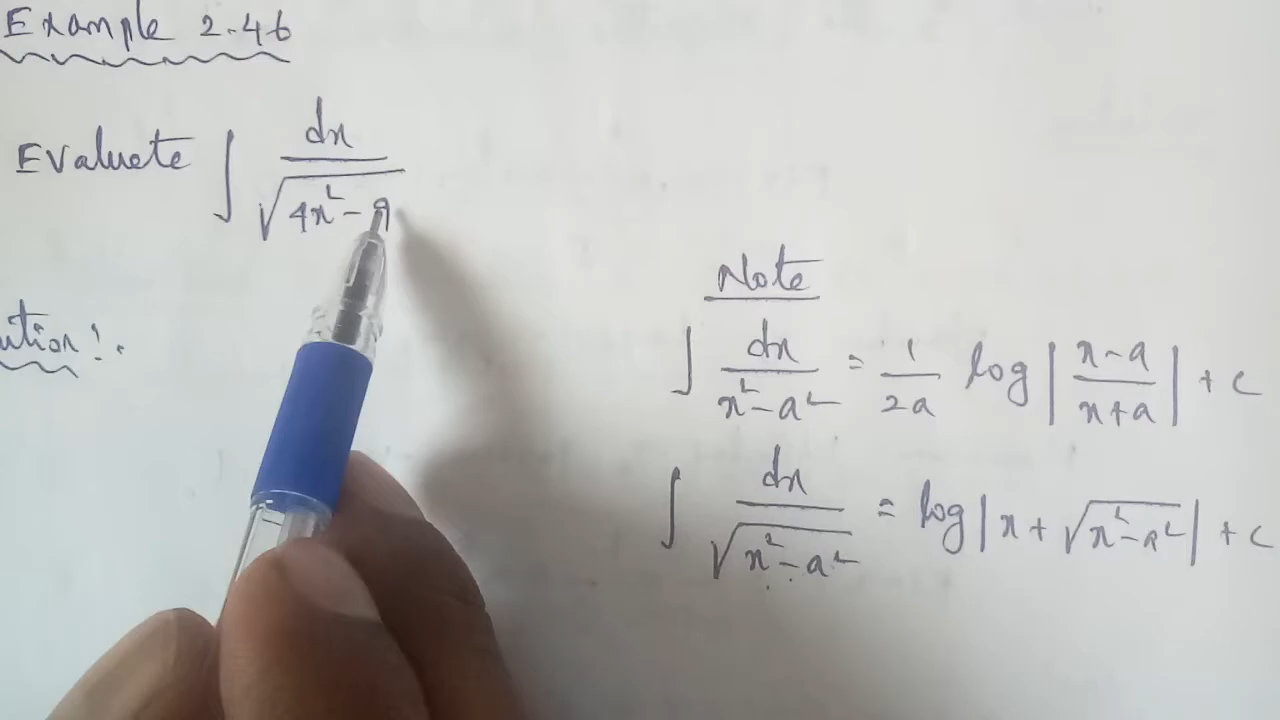 Example 2.46
Evaluate ∫ dx / √(4x² - 9)
ution:.
Note
∫ dx / (x² - a²) = 1/2a log |(x-a)/(x+a)| + c
∫ dx / √(x² - a²) = log |x + √(x² - a²)| + c